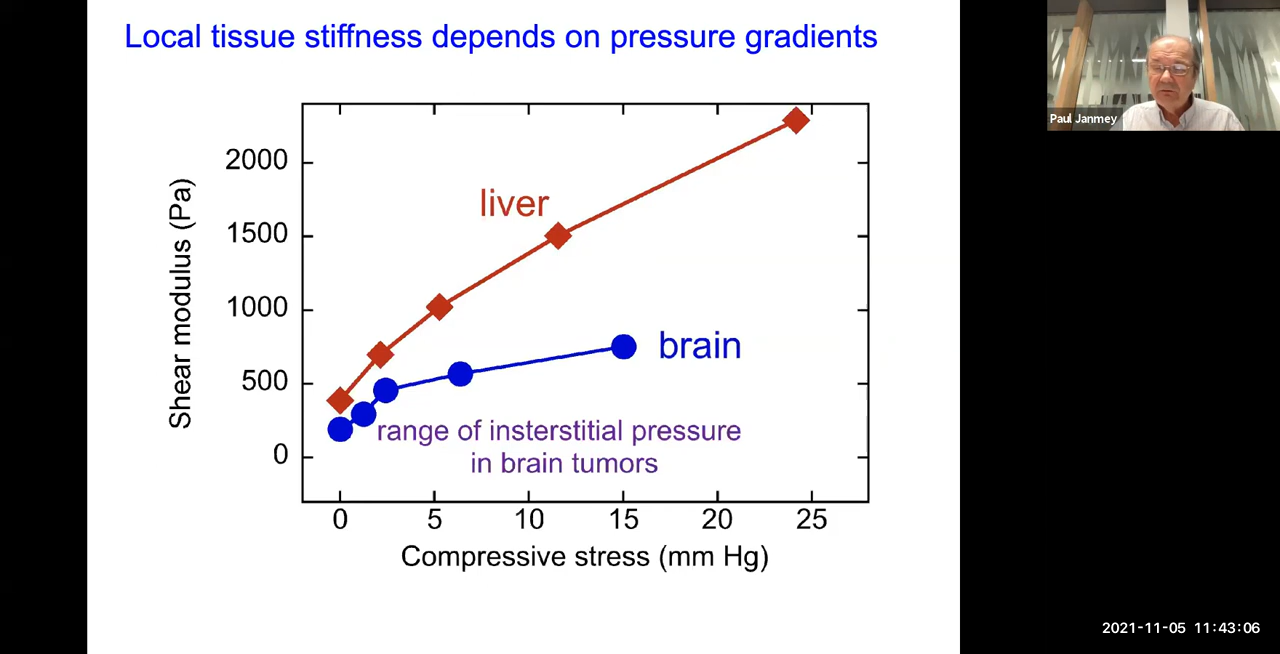 Local tissue stiffness depends on pressure gradients
Paul Janmey
Shear modulus (Pa)
2000
1500
1000
500
0
liver
brain
range of insterstitial pressure
in brain tumors
0 5 10 15 20 25
Compressive stress (mm Hg)
2021-11-05 11:43:06